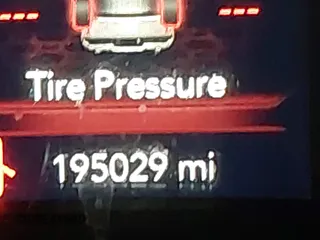 --- ---
Tire Pressure
195029 mi